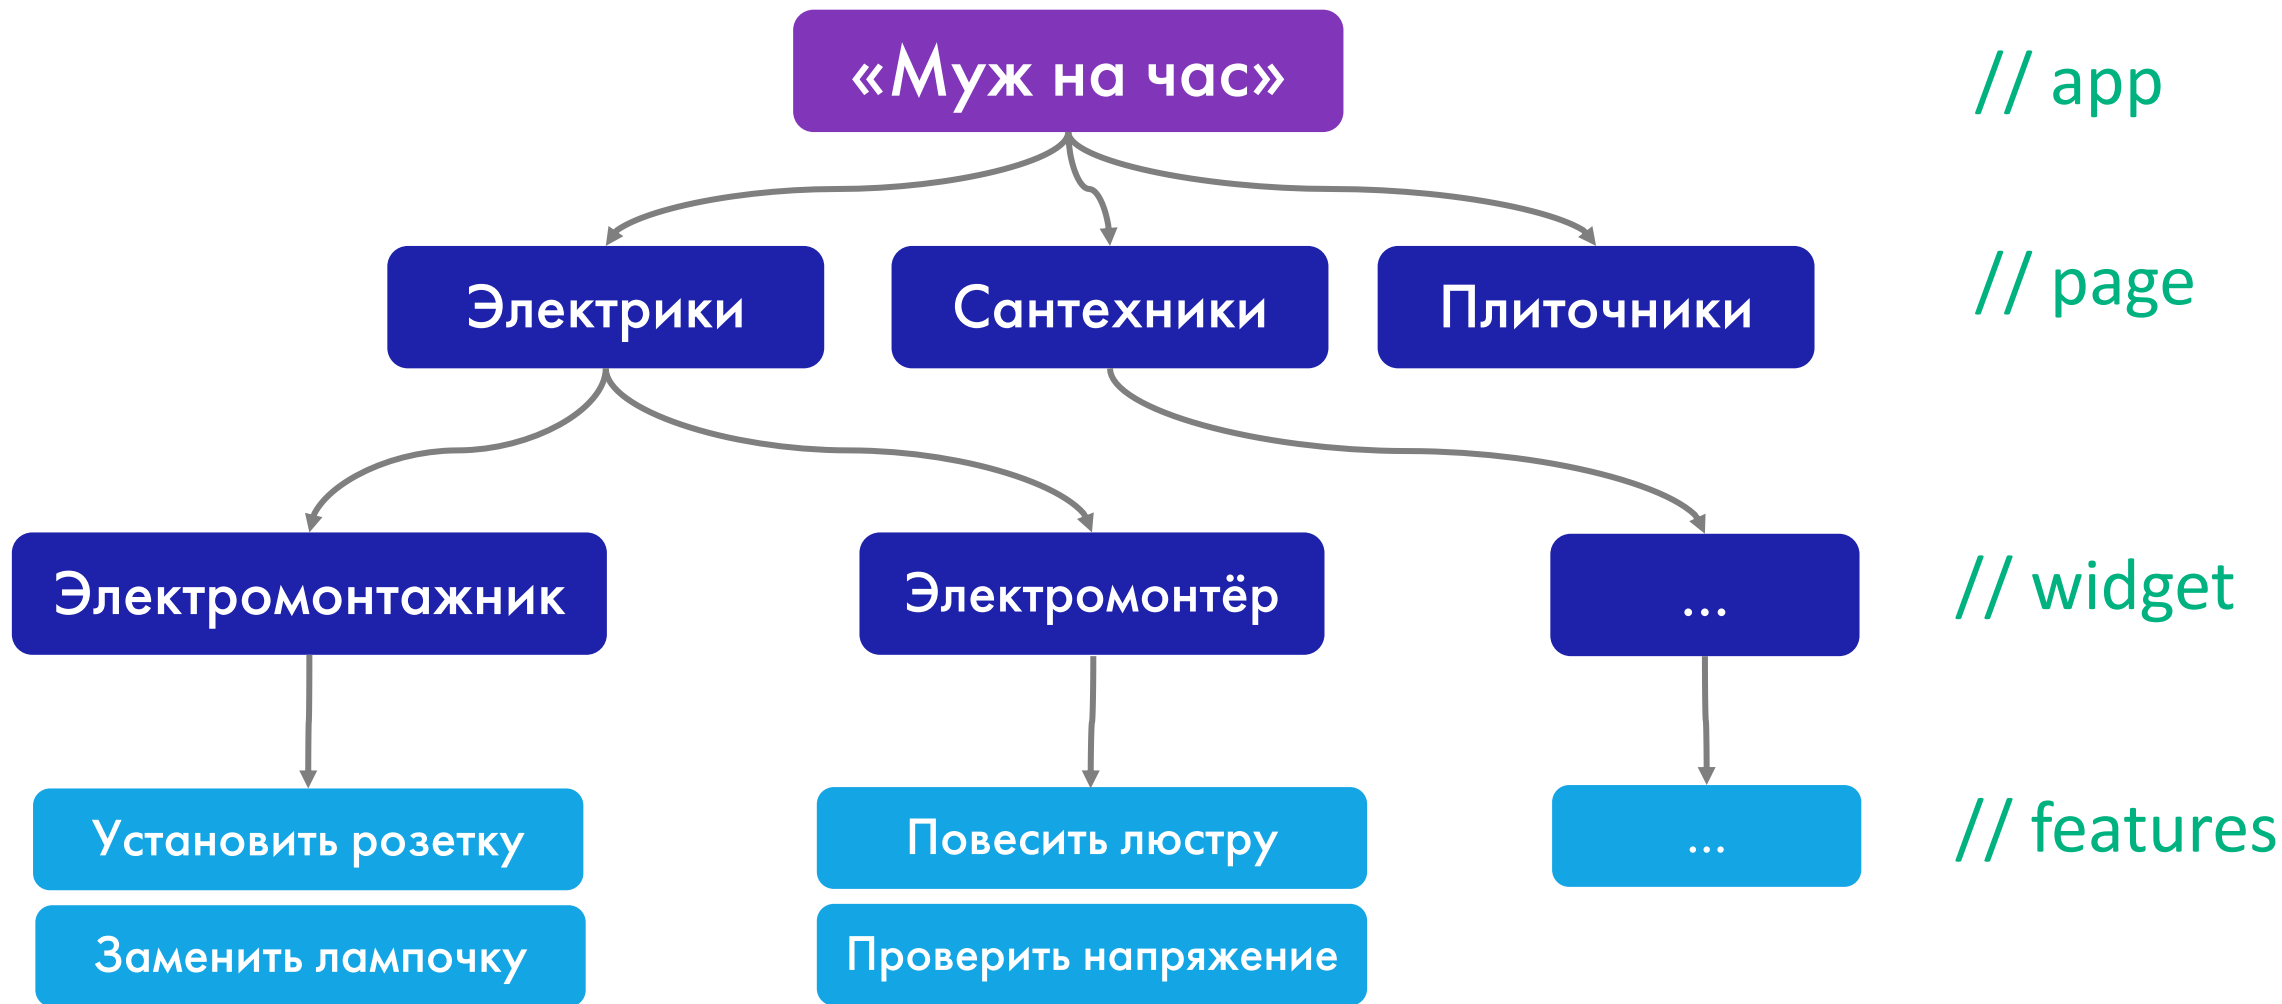 «Муж на час»
// app
Электрики
Сантехники
Плиточники
// page
Электромонтажник
Электромонтёр
...
// widget
Установить розетку
Повесить люстру
...
// features
Заменить лампочку
Проверить напряжение